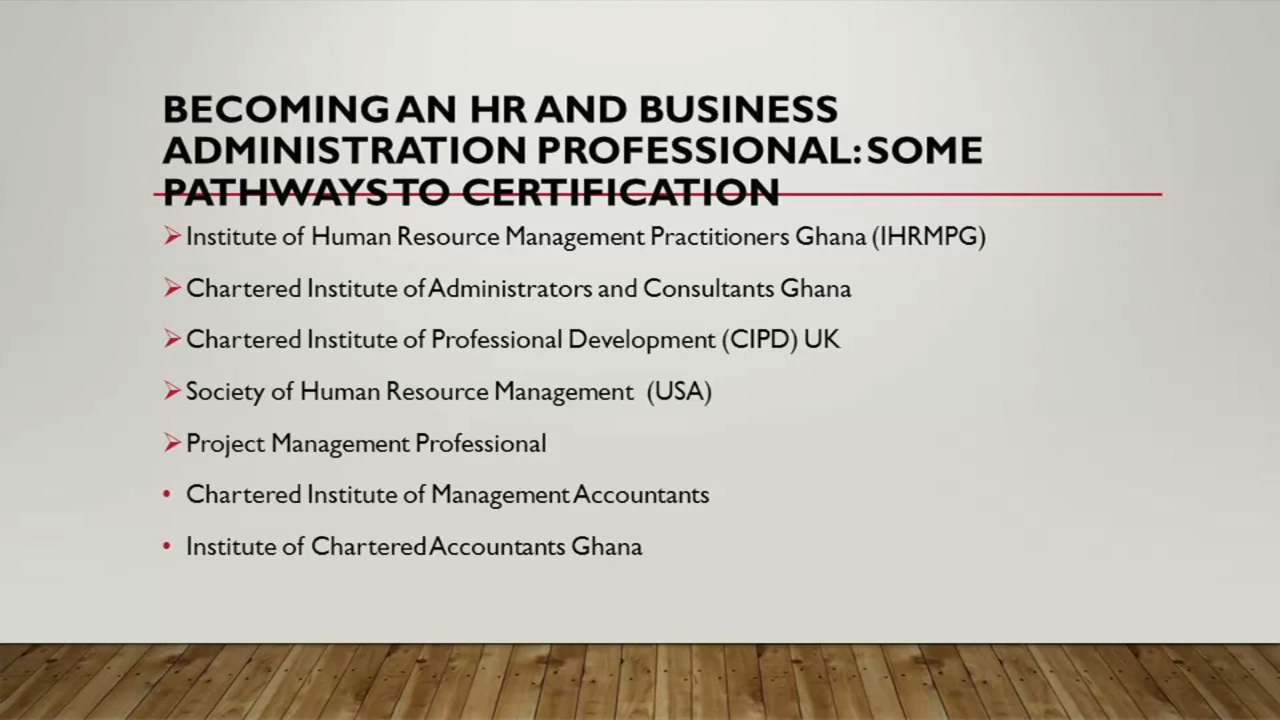 BECOMING AN HR AND BUSINESS
ADMINISTRATION PROFESSIONAL: SOME
PATHWAYS TO CERTIFICATION
Institute of Human Resource Management Practitioners Ghana (IHRMPG)
Chartered Institute of Administrators and Consultants Ghana
Chartered Institute of Professional Development (CIPD) UK
Society of Human Resource Management (USA)
Project Management Professional
Chartered Institute of Management Accountants
Institute of Chartered Accountants Ghana